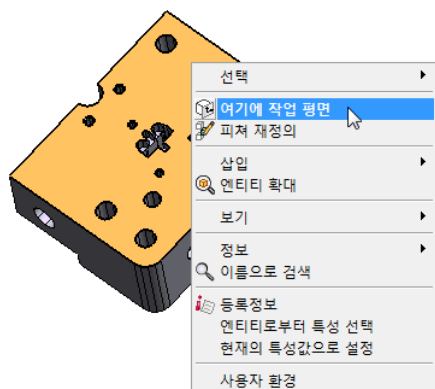 선택
여기에 작업 평면
피쳐 재정의
삽입
엔티티 확대
보기
정보
이름으로 검색
등록정보
엔티티로부터 특성 선택
현재의 특성값으로 설정
사용자 환경